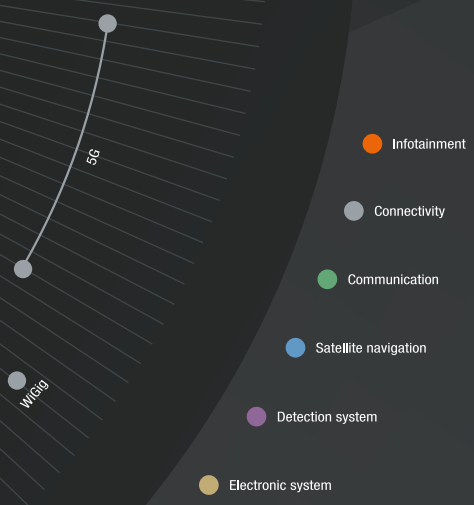 5G
Infotainment
Connectivity
Communication
Satellite navigation
WiGig
Detection system
Electronic system